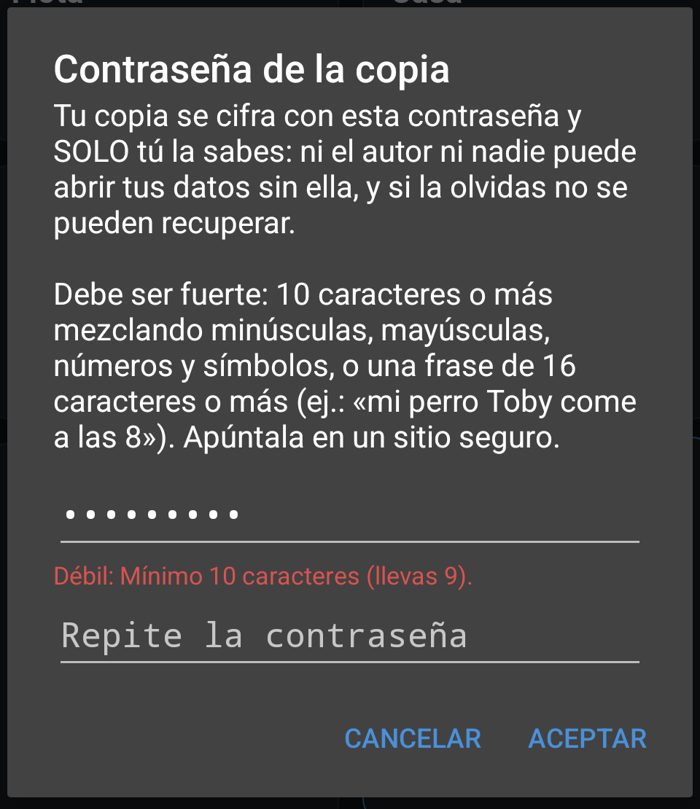 Contraseña de la copia
Tu copia se cifra con esta contraseña y
SOLO tú la sabes: ni el autor ni nadie puede
abrir tus datos sin ella, y si la olvidas no se
pueden recuperar.
Debe ser fuerte: 10 caracteres o más
mezclando minúsculas, mayúsculas,
números y símbolos, o una frase de 16
caracteres o más (ej.: «mi perro Toby come
a las 8»). Apúntala en un sitio seguro.
•••••••••
Débil: Mínimo 10 caracteres (llevas 9).
Repite la contraseña
CANCELAR ACEPTAR